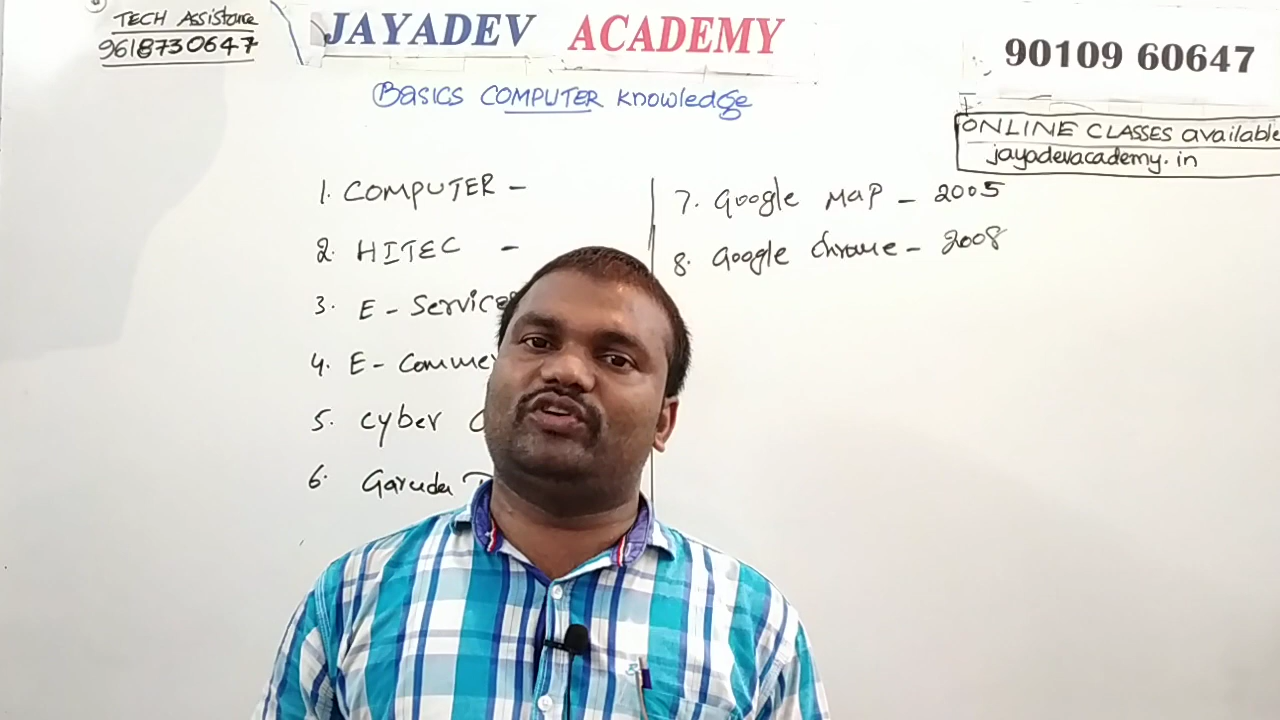 TECH Assistance
9618730647
JAYADEV ACADEMY
90109 60647
Basics COMPUTER Knowledge
ONLINE CLASSES available
jayadevacademy.in
1. COMPUTER -
2. HITEC -
3. E - Services
4. E - Comme
5. Cyber
6. Garuda
7. Google Map - 2005
8. Google Chrome - 2008